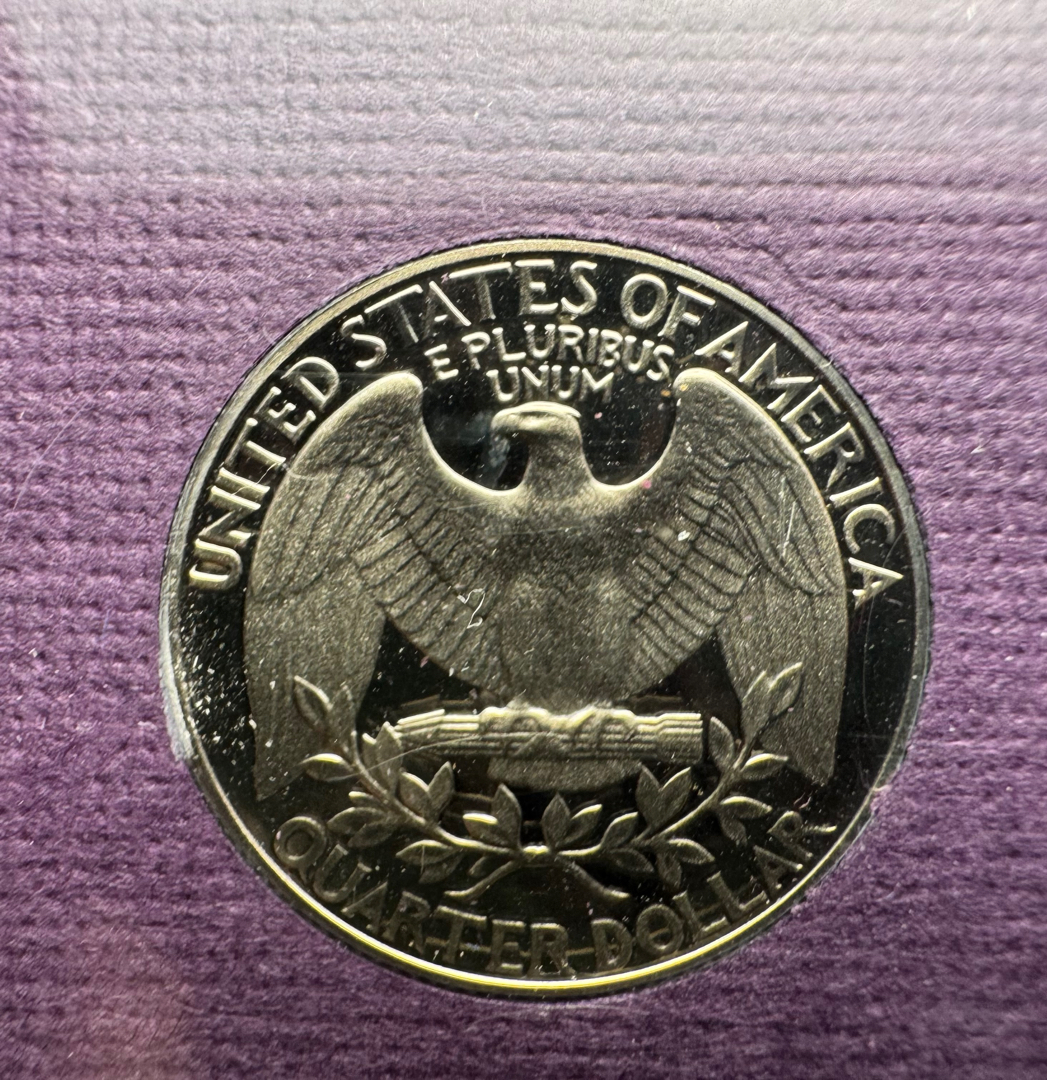 UNITED STATES OF AMERICA
E PLURIBUS
UNUM
QUARTER DOLLAR